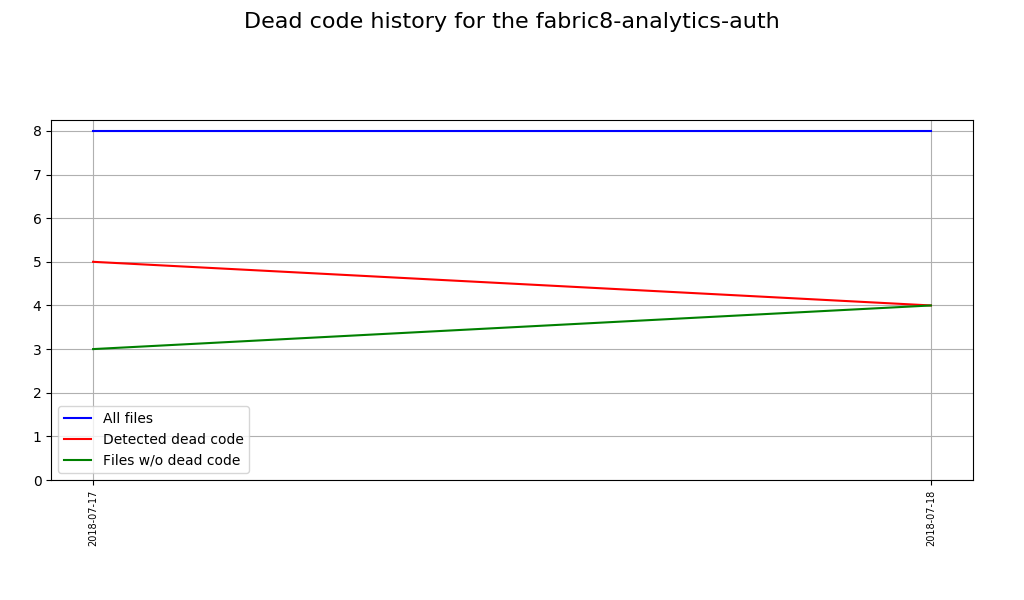 Dead code history for the fabric8-analytics-auth
8
7
6
5
4
3
2
1
0
All files
Detected dead code
Files w/o dead code
2018-07-17
2018-07-18